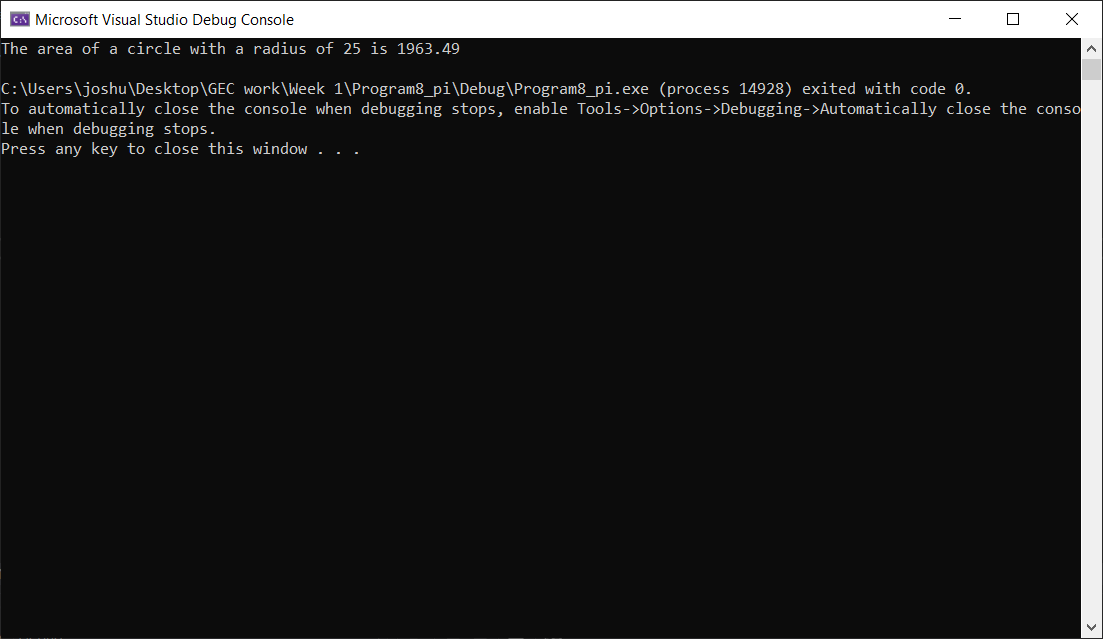 Microsoft Visual Studio Debug Console
The area of a circle with a radius of 25 is 1963.49
C:\Users\joshu\Desktop\GEC work\Week 1\Program8_pi\Debug\Program8_pi.exe (process 14928) exited with code 0.
To automatically close the console when debugging stops, enable Tools->Options->Debugging->Automatically close the conso
le when debugging stops.
Press any key to close this window . . .